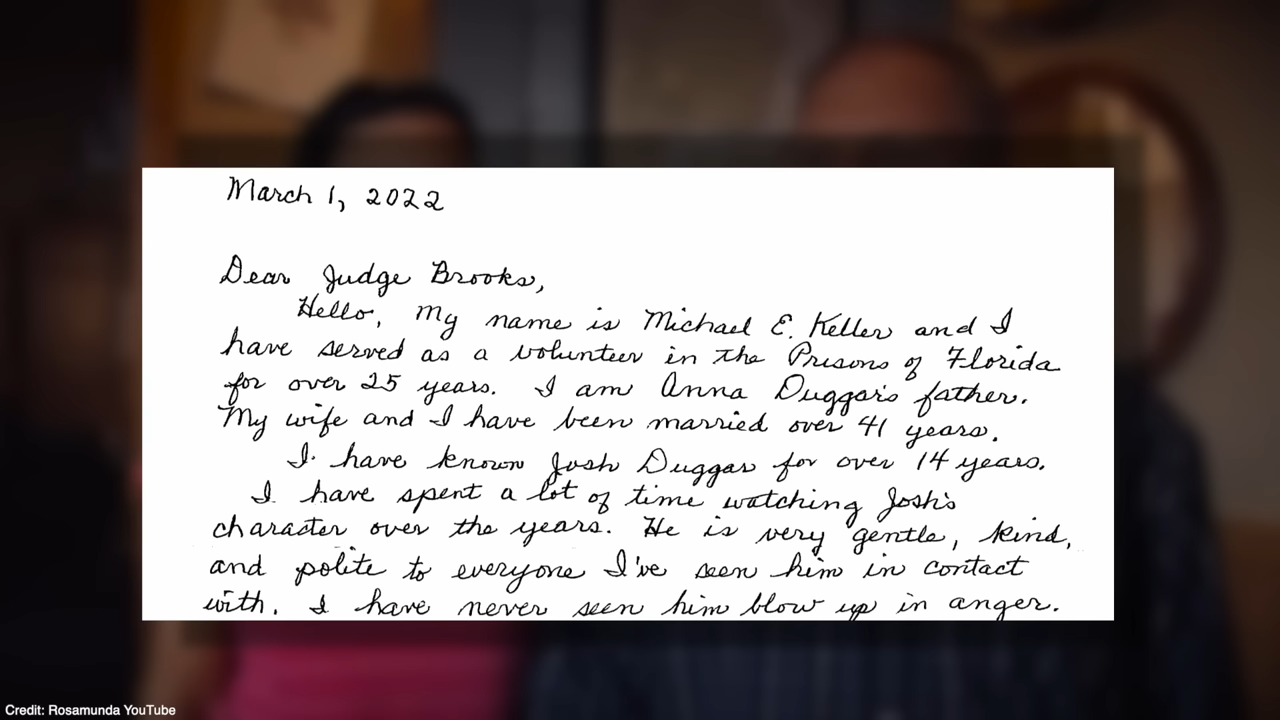 March 1, 2022
Dear Judge Brooks,
Hello, My name is Michael E. Keller and I
have served as a volunteer in the Prisons of Florida
for over 25 years. I am Anna Duggar's father.
My wife and I have been married over 41 years.
I have known Josh Duggar for over 14 years.
I have spent a lot of time watching Josh's
character over the years. He is very gentle, kind,
and polite to everyone I've seen him in contact
with. I have never seen him blow up in anger.
Credit: Rosamunda YouTube